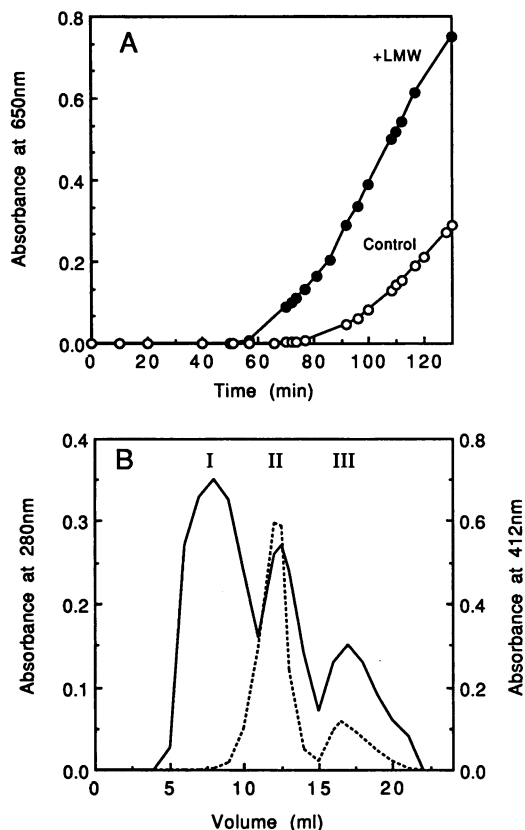 A
+LMW
Control
Absorbance at 650nm
0.8
0.6
0.4
0.2
0.0
0 20 40 60 80 100 120
Time (min)
B
I II III
Absorbance at 280nm
0.4
0.3
0.2
0.1
0.0
Absorbance at 412nm
0.8
0.6
0.4
0.2
0.0
0 5 10 15 20
Volume (ml)